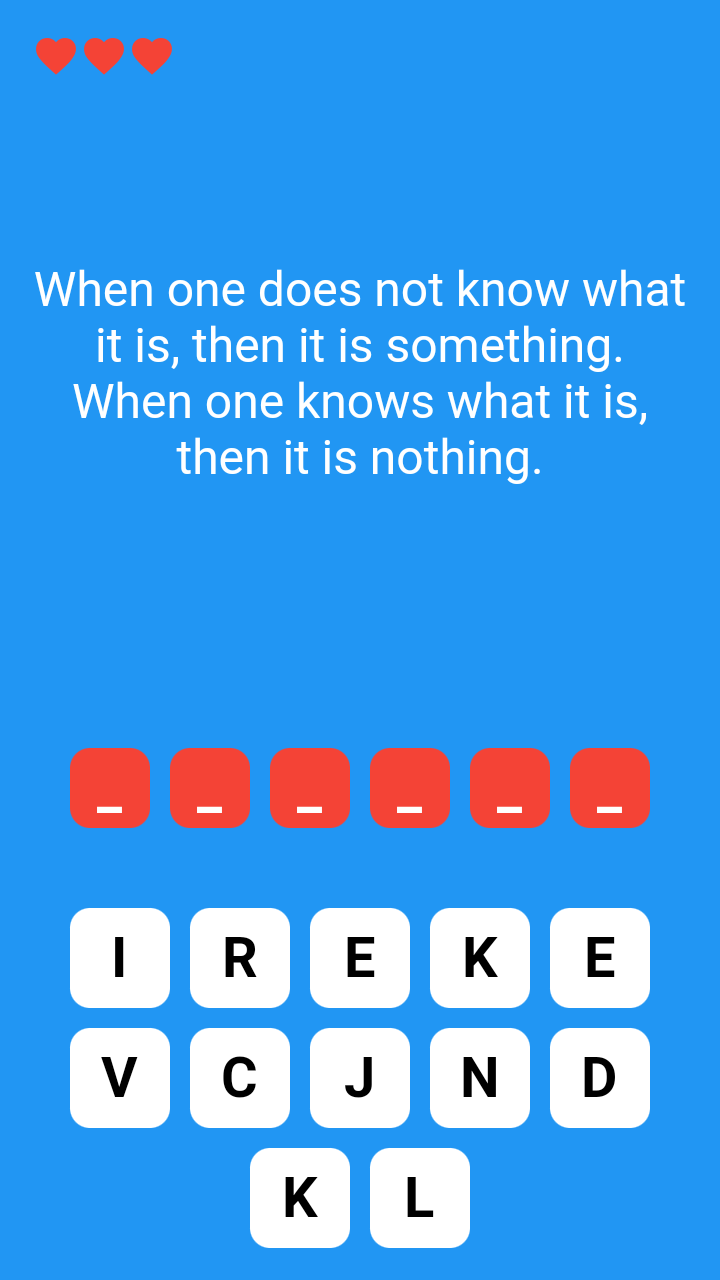 When one does not know what
it is, then it is something.
When one knows what it is,
then it is nothing.
_ _ _ _ _ _
I R E K E
V C J N D
K L